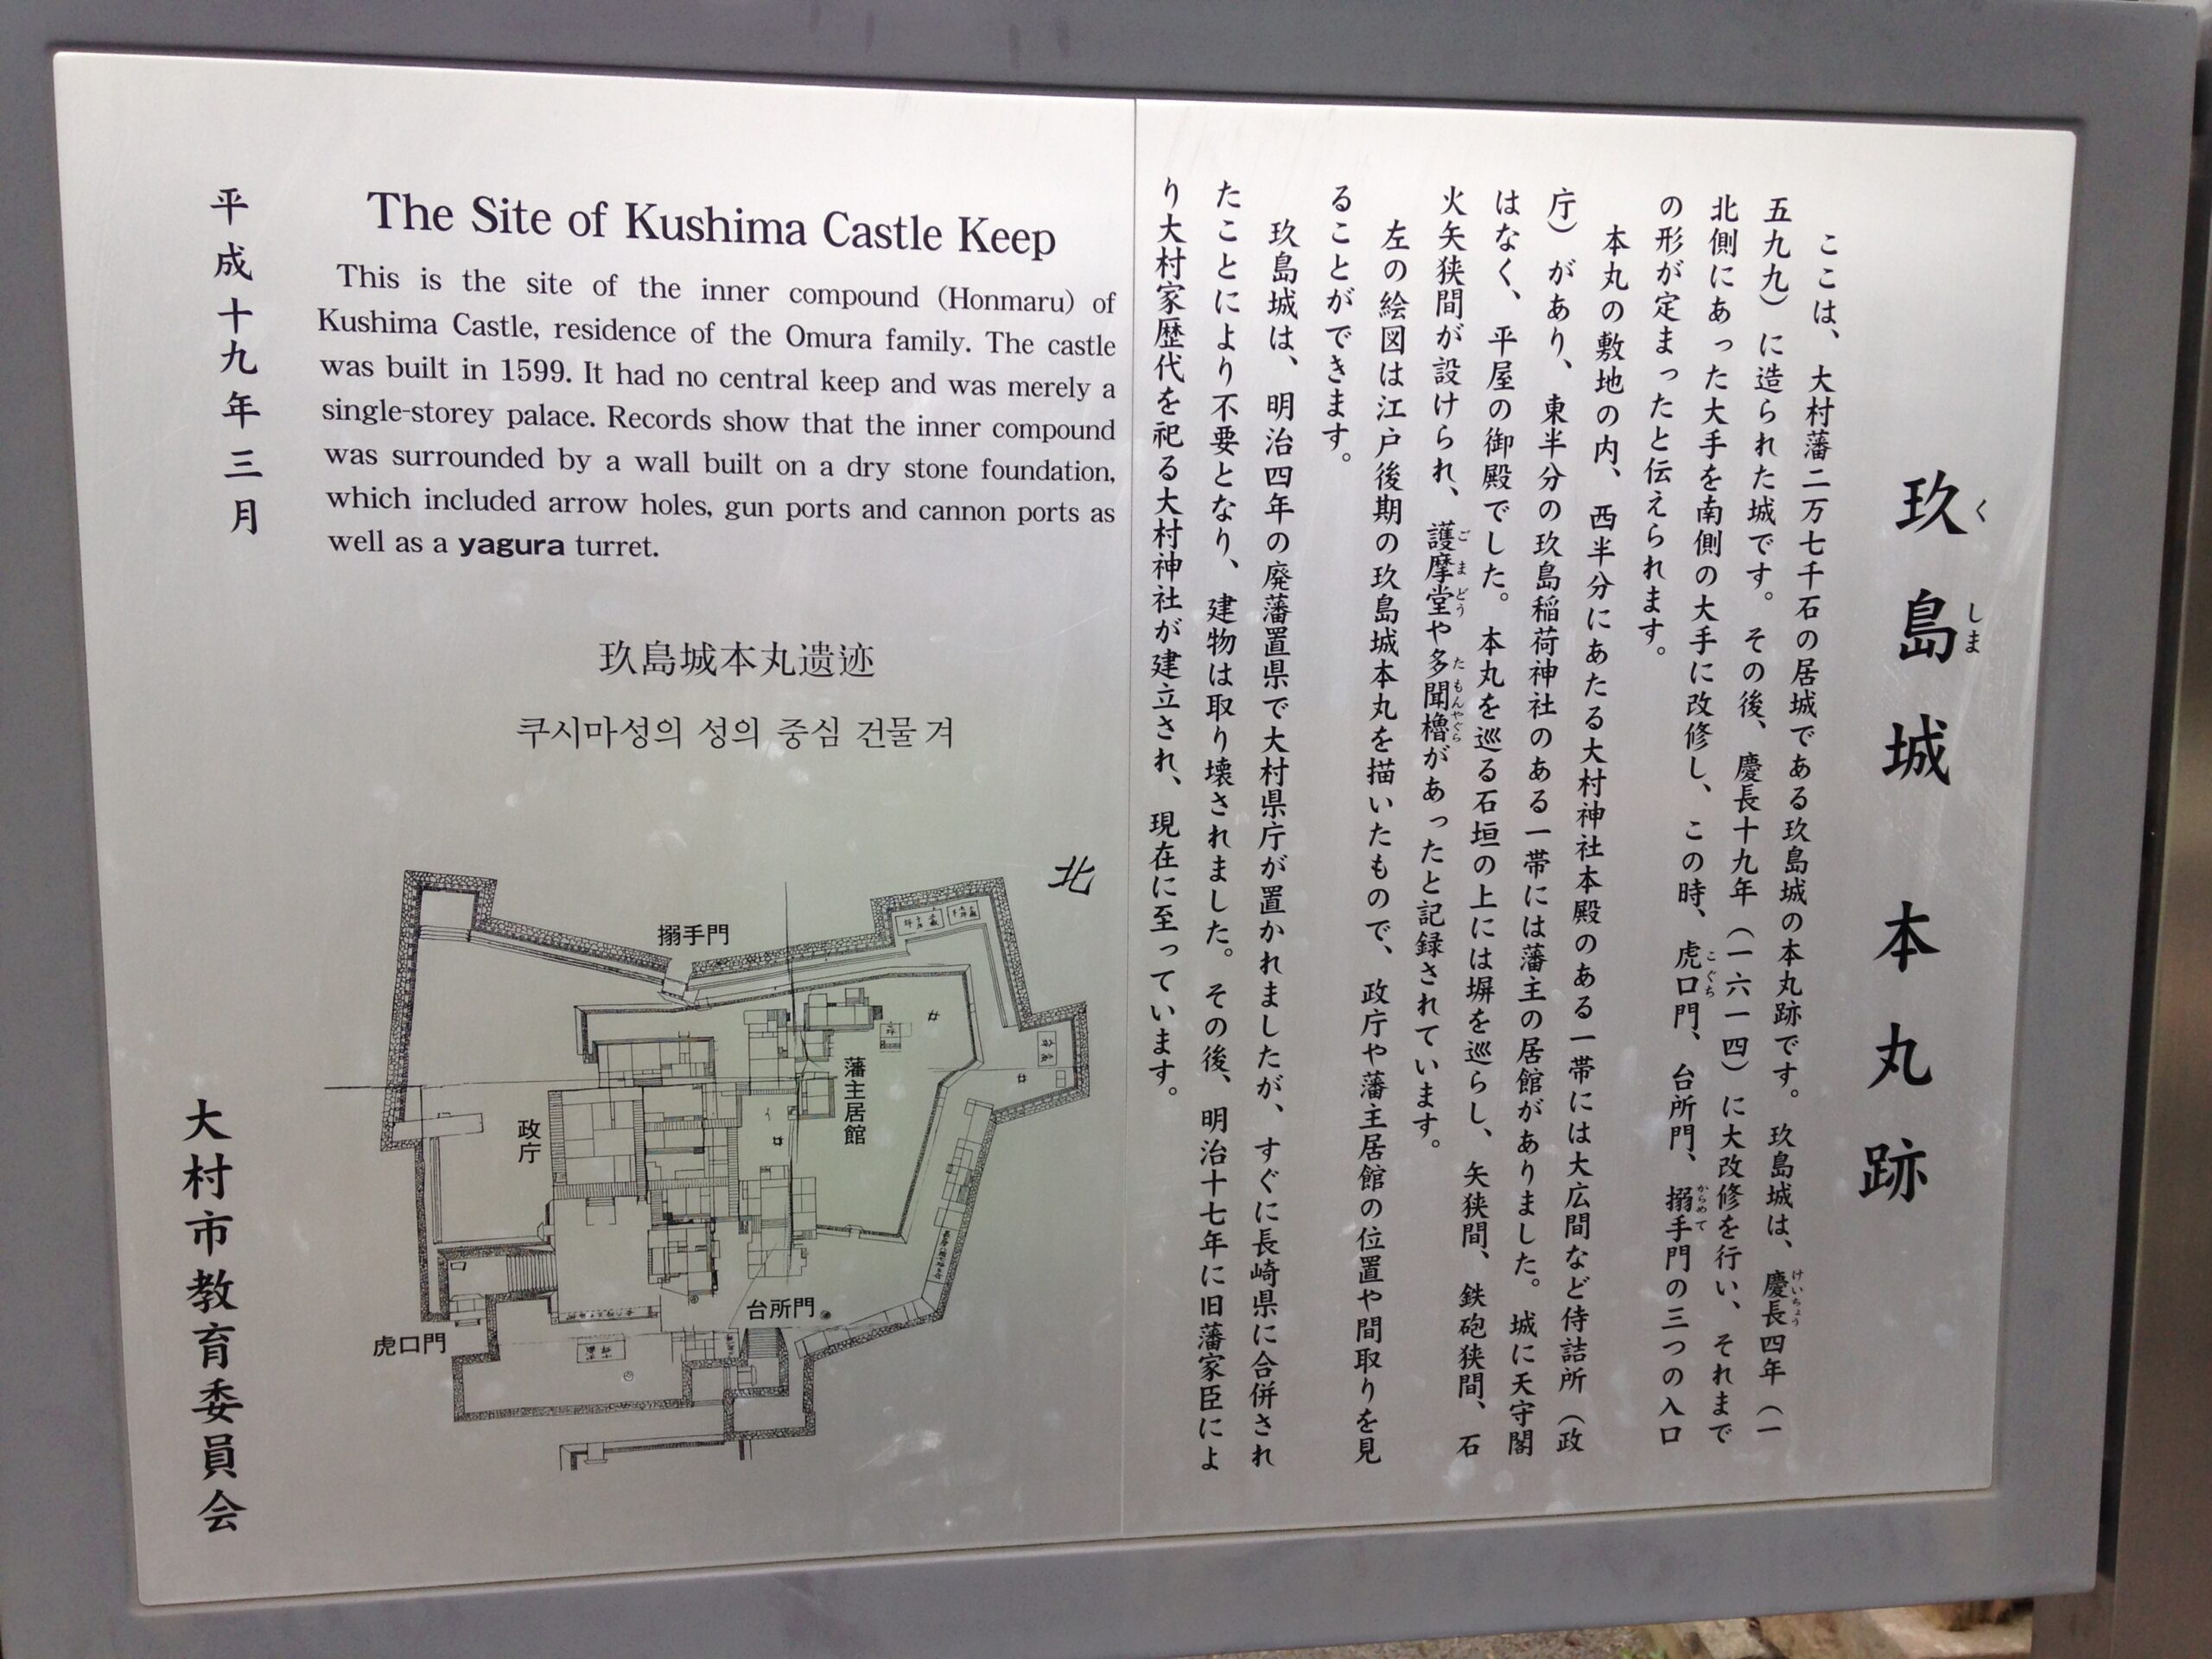 玖島城 本丸跡
くしま
ここは、大村藩二万七千石の居城である玖島城の本丸跡です。玖島城は、慶長四年（一
けいちょう
五九九）に造られた城です。その後、慶長十九年（一六一四）に大改修を行い、それまで
北側にあった大手を南側の大手に改修し、この時、虎口門、台所門、搦手門の三つの入口
こぐち
からめて
の形が定まったと伝えられます。
本丸の敷地の内、西半分にあたる大村神社本殿のある一帯には大広間など侍詰所（政
庁）があり、東半分の玖島稲荷神社のある一帯には藩主の居館がありました。城に天守閣
はなく、平屋の御殿でした。本丸を巡る石垣の上には塀を巡らし、矢狭間、鉄砲狭間、石
火矢狭間が設けられ、護摩堂や多聞櫓があったと記録されています。
ごまどう
たもんやぐら
左の絵図は江戸後期の玖島城本丸を描いたもので、政庁や藩主居館の位置や間取りを見
ることができます。
玖島城は、明治四年の廃藩置県で大村県庁が置かれましたが、すぐに長崎県に合併され
たことにより不要となり、建物は取り壊されました。その後、明治十七年に旧藩家臣によ
り大村家歴代を祀る大村神社が建立され、現在に至っています。
The Site of Kushima Castle Keep
This is the site of the inner compound (Honmaru) of
Kushima Castle, residence of the Omura family. The castle
was built in 1599. It had no central keep and was merely a
single-storey palace. Records show that the inner compound
was surrounded by a wall built on a dry stone foundation,
which included arrow holes, gun ports and cannon ports as
well as a yagura turret.
玖島城本丸遗迹
쿠시마성의 성의 중심 건물 겨
北
搦手門
藩主居館
政庁
台所門
虎口門
平成十九年三月
大村市教育委員会